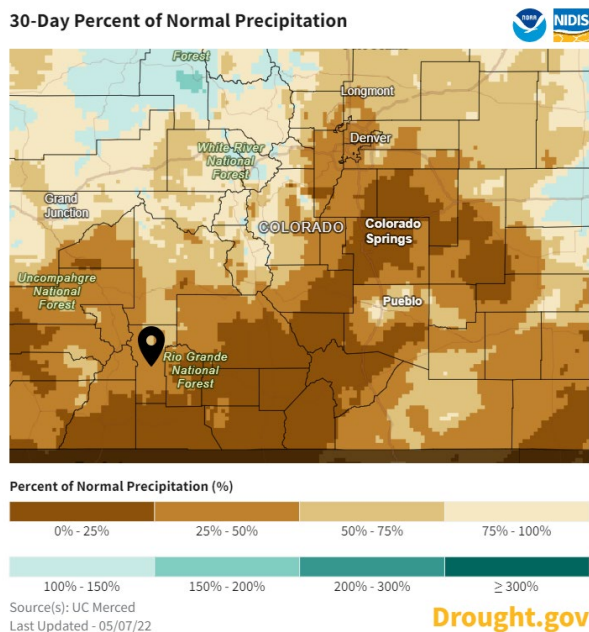 30-Day Percent of Normal Precipitation
NOAA
NIDIS
Forest
Longmont
Denver
White River
National
Forest
Grand
Junction
COLORADO
Colorado
Springs
Uncompahgre
National
Forest
Pueblo
Rio Grande
National
Forest
Percent of Normal Precipitation (%)
0% - 25%
25% - 50%
50% - 75%
75% - 100%
100% - 150%
150% - 200%
200% - 300%
≥ 300%
Source(s): UC Merced
Last Updated - 05/07/22
Drought.gov